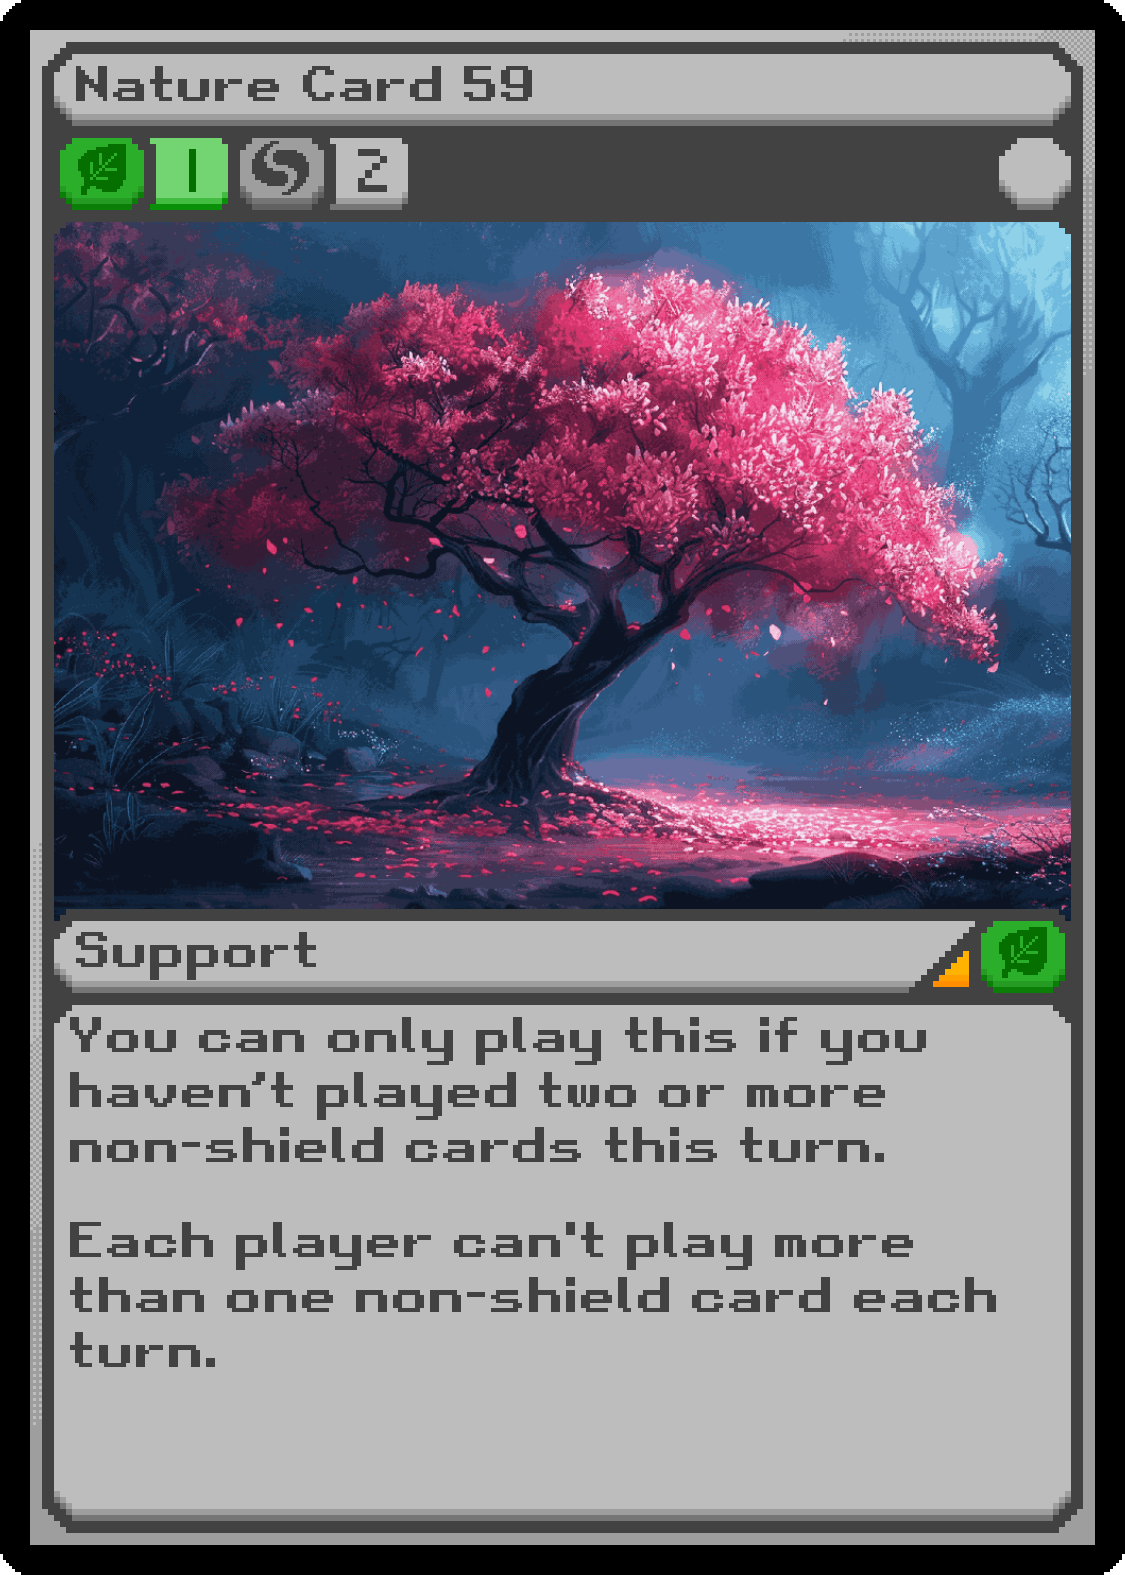 Nature Card 59
1 2
Support
You can only play this if you
haven't played two or more
non-shield cards this turn.
Each player can't play more
than one non-shield card each
turn.